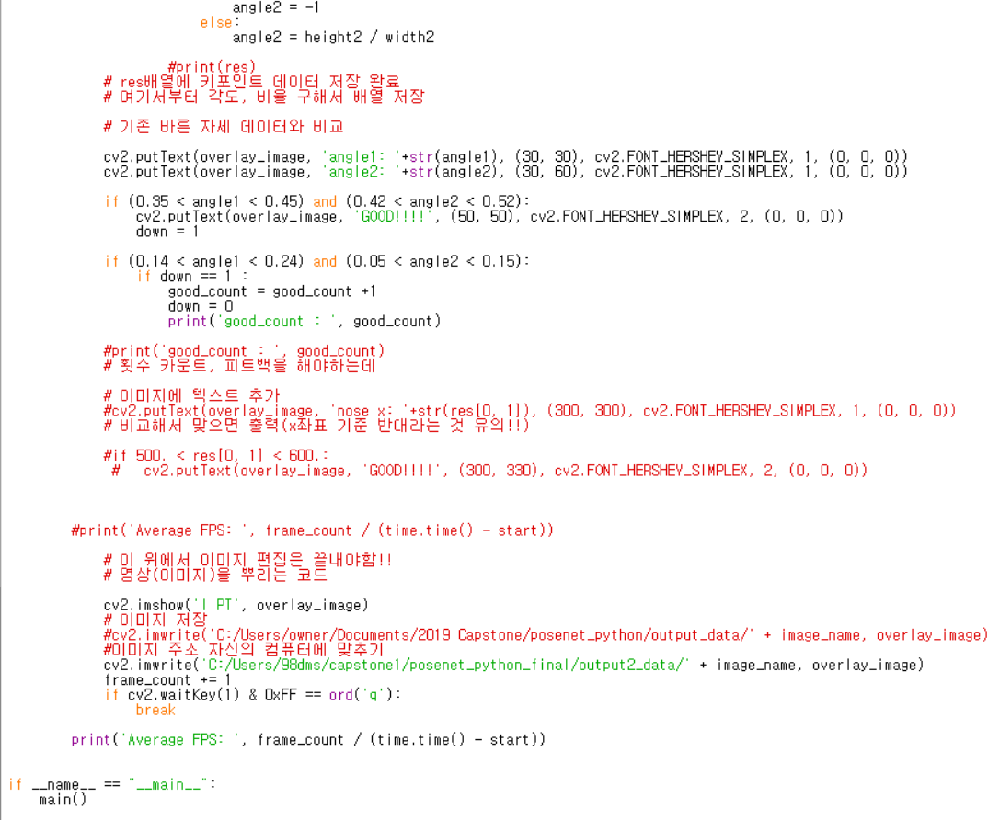 angle2 = -1
else:
angle2 = height2 / width2
#print(res)
# res배열에 키포인트 데이터 저장 완료
# 여기서부터 각도, 비율 구해서 배열 저장
# 기존 바른 자세 데이터와 비교
cv2.putText(overlay_image, 'angle1: '+str(angle1), (30, 30), cv2.FONT_HERSHEY_SIMPLEX, 1, (0, 0, 0))
cv2.putText(overlay_image, 'angle2: '+str(angle2), (30, 60), cv2.FONT_HERSHEY_SIMPLEX, 1, (0, 0, 0))
if (0.35 < angle1 < 0.45) and (0.42 < angle2 < 0.52):
cv2.putText(overlay_image, 'GOOD!!!!', (50, 50), cv2.FONT_HERSHEY_SIMPLEX, 2, (0, 0, 0))
down = 1
if (0.14 < angle1 < 0.24) and (0.05 < angle2 < 0.15):
if down == 1 :
good_count = good_count +1
down = 0
print('good_count : ', good_count)
#print('good_count : ', good_count)
# 횟수 카운트, 피트백을 해야하는데
# 이미지에 텍스트 추가
#cv2.putText(overlay_image, 'nose x: '+str(res[0, 1]), (300, 300), cv2.FONT_HERSHEY_SIMPLEX, 1, (0, 0, 0))
# 비교해서 맞으면 출력(x좌표 기준 반대라는 것 유의!!)
#if 500. < res[0, 1] < 600.:
#   cv2.putText(overlay_image, 'GOOD!!!!', (300, 330), cv2.FONT_HERSHEY_SIMPLEX, 2, (0, 0, 0))
#print('Average FPS: ', frame_count / (time.time() - start))
# 이 위에서 이미지 편집은 끝내야함!!
# 영상(이미지)을 뿌리는 코드
cv2.imshow('I PT', overlay_image)
# 이미지 저장
#cv2.imwrite('C:/Users/owner/Documents/2019 Capstone/posenet_python/output_data/' + image_name, overlay_image)
#이미지 주소 자신의 컴퓨터에 맞추기
cv2.imwrite('C:/Users/98dms/capstone1/posenet_python_final/output2_data/' + image_name, overlay_image)
frame_count += 1
if cv2.waitKey(1) & 0xFF == ord('q'):
break
print('Average FPS: ', frame_count / (time.time() - start))
if __name__ == "__main__":
main()